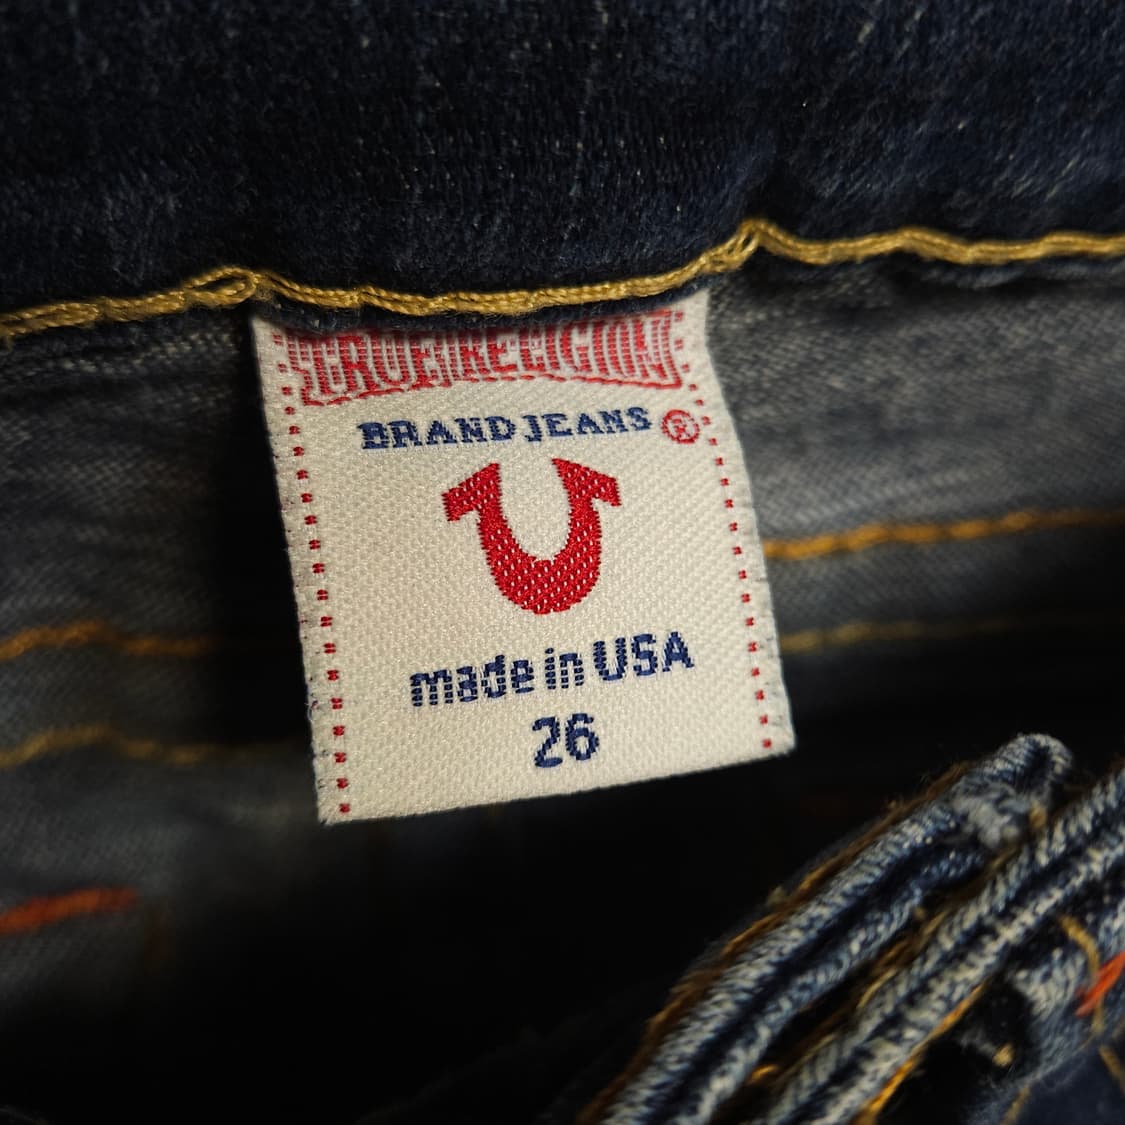 TRUE RELIGION
BRAND JEANS ®
made in USA
26